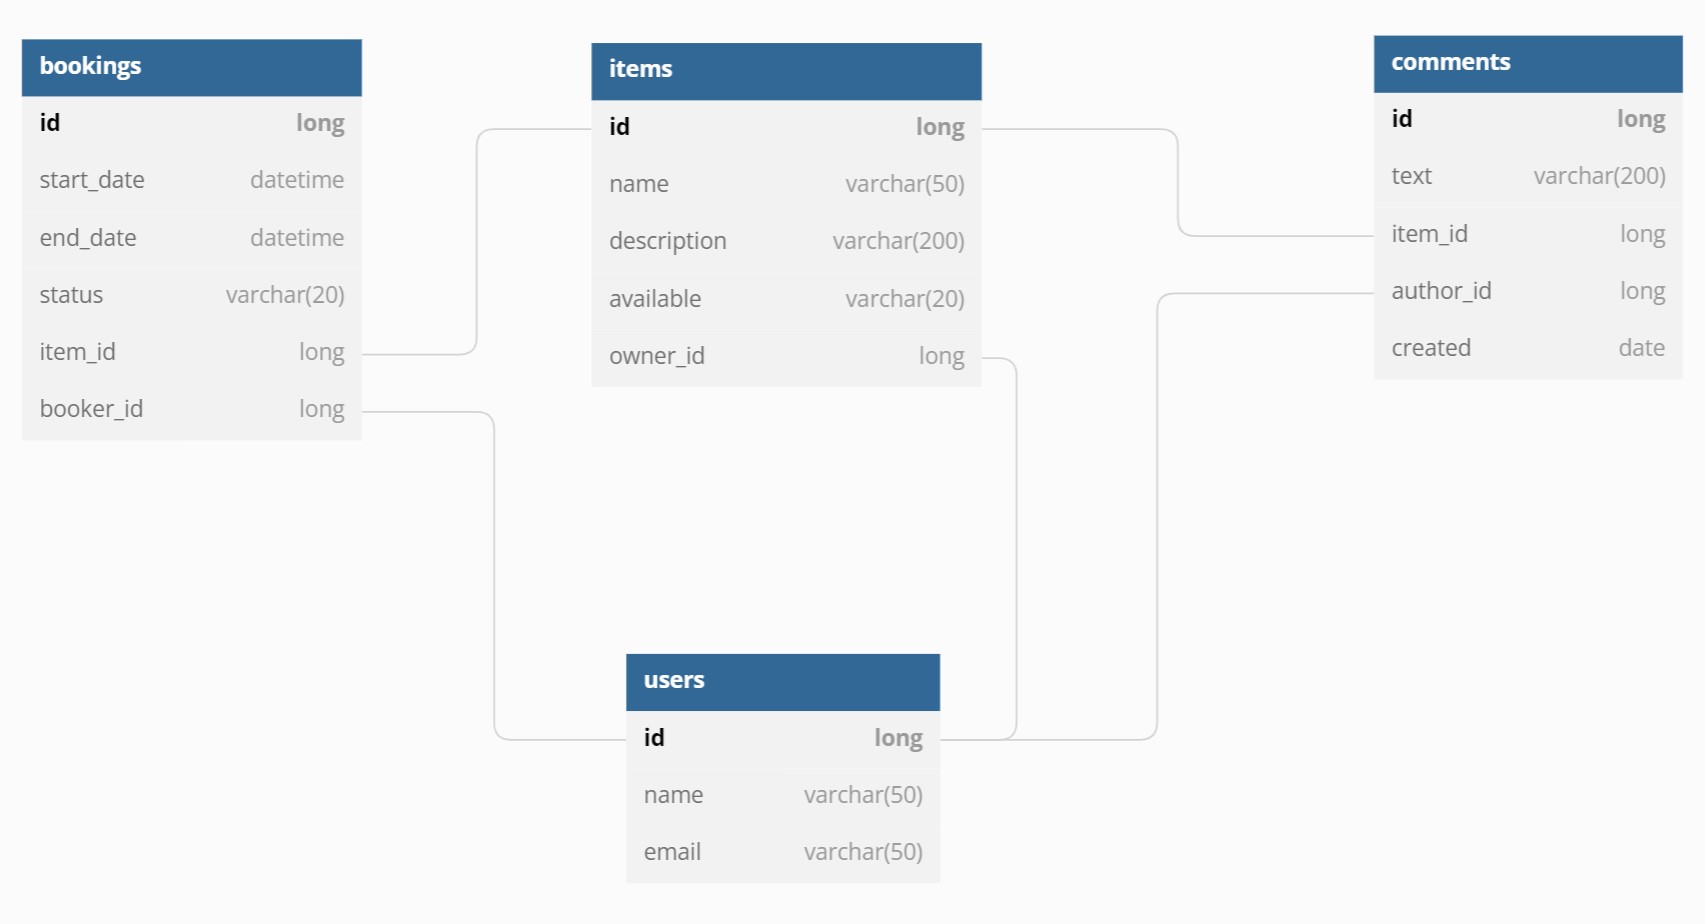 bookings
id long
start_date datetime
end_date datetime
status varchar(20)
item_id long
booker_id long
items
id long
name varchar(50)
description varchar(200)
available varchar(20)
owner_id long
comments
id long
text varchar(200)
item_id long
author_id long
created date
users
id long
name varchar(50)
email varchar(50)